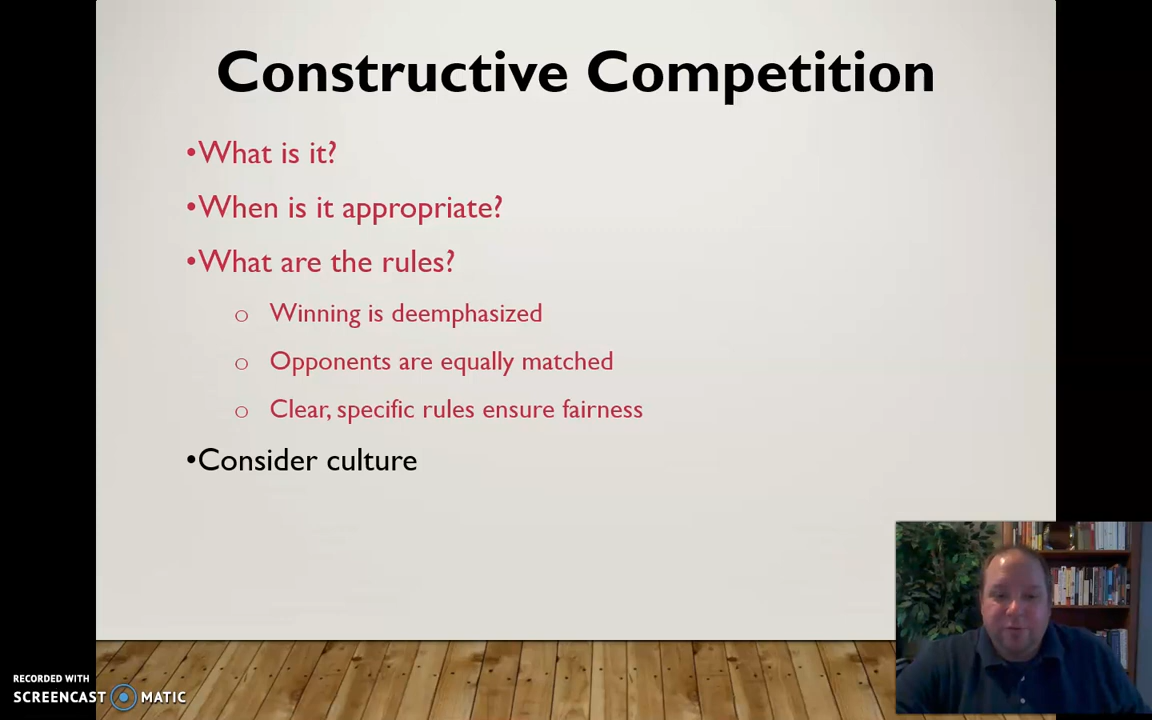 Constructive Competition
•What is it?
•When is it appropriate?
•What are the rules?
o Winning is deemphasized
o Opponents are equally matched
o Clear, specific rules ensure fairness
•Consider culture
RECORDED WITH
SCREENCAST MATIC